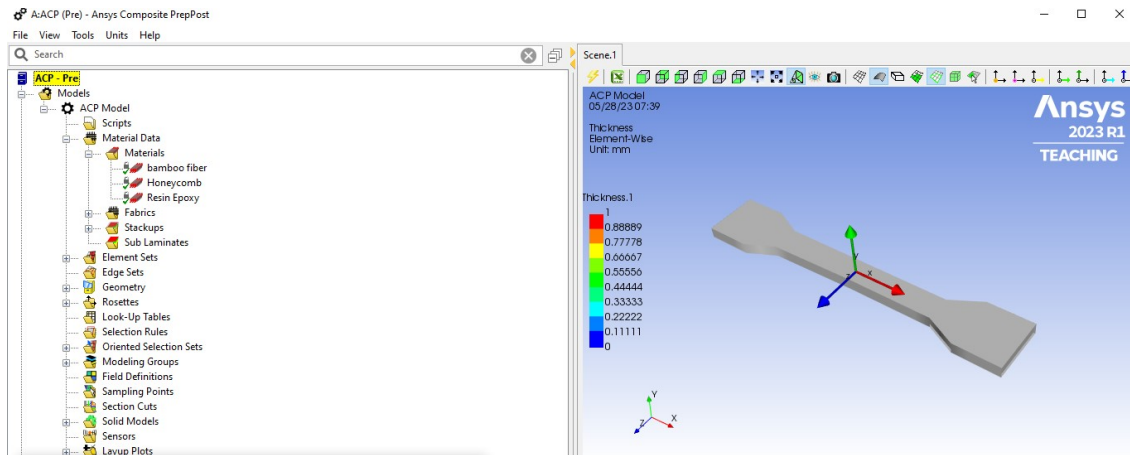 A:ACP (Pre) - Ansys Composite PrepPost
File View Tools Units Help
Search
ACP - Pre
Models
ACP Model
Scripts
Material Data
Materials
bamboo fiber
Honeycomb
Resin Epoxy
Fabrics
Stackups
Sub Laminates
Element Sets
Edge Sets
Geometry
Rosettes
Look-Up Tables
Selection Rules
Oriented Selection Sets
Modeling Groups
Field Definitions
Sampling Points
Section Cuts
Solid Models
Sensors
Layup Plots
Scene.1
ACP Model
05/28/23 07:39
Thickness
Element-Wise
Unit: mm
Thickness.1
1
0.88889
0.77778
0.66667
0.55556
0.44444
0.33333
0.22222
0.11111
0
Ansys
2023 R1
TEACHING
Y
Z
X
Y
Z
X